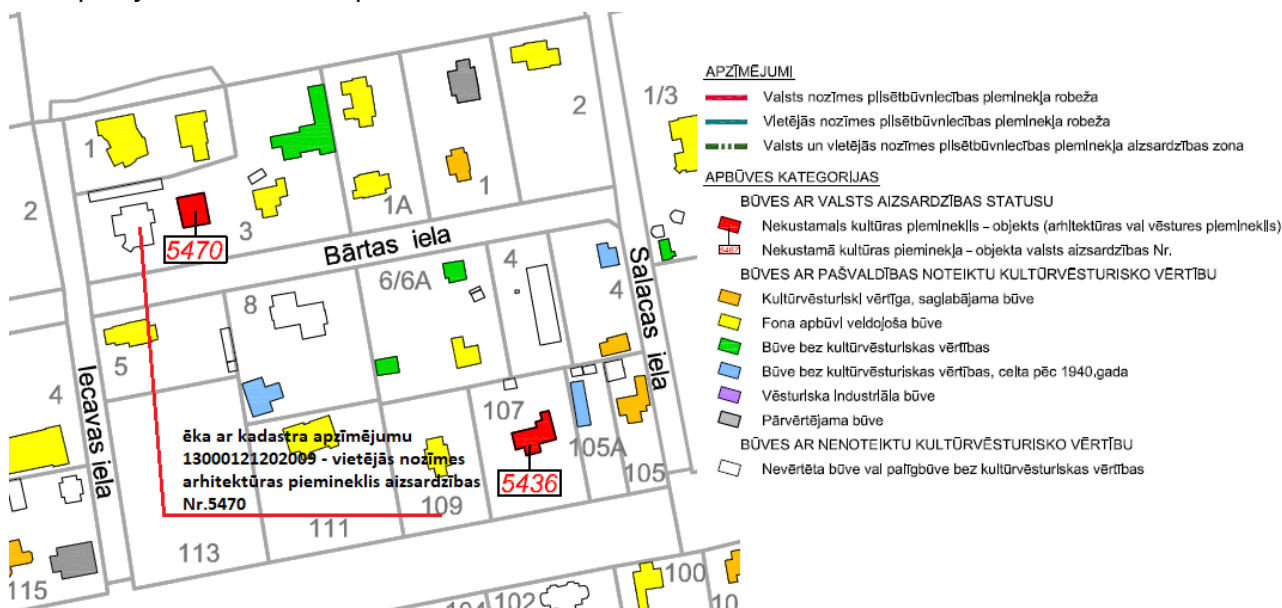 1
2
1/3
2
1
3
1A
5470
Bārtas iela
8
6/6A
4
4
Salacas iela
5
4
Iecavas iela
107
105A
105
5436
109
111
113
115
100
102
ēka ar kadastra apzīmējumu
13000121202009 - vietējās nozīmes
arhitektūras piemineklis aizsardzības
Nr.5470
APZĪMĒJUMI
Valsts nozīmes pilsētbūvniecības pieminekļa robeža
Vietējās nozīmes pilsētbūvniecības pieminekļa robeža
Valsts un vietējās nozīmes pilsētbūvniecības pieminekļa aizsardzības zona
APBŪVES KATEGORIJAS
BŪVES AR VALSTS AIZSARDZĪBAS STATUSU
Nekustamais kultūras piemineklis – objekts (arhitektūras vai vēstures piemineklis)
Nekustamā kultūras pieminekļa – objekta valsts aizsardzības Nr.
BŪVES AR PAŠVALDĪBAS NOTEIKTU KULTŪRVĒSTURISKO VĒRTĪBU
Kultūrvēsturiski vērtīga, saglabājama būve
Fona apbūvi veidojoša būve
Būve bez kultūrvēsturiskas vērtības
Būve bez kultūrvēsturiskas vērtības, celta pēc 1940,gada
Vēsturiska industriāla būve
Pārvērtējama būve
BŪVES AR NENOTEIKTU KULTŪRVĒSTURISKO VĒRTĪBU
Nevērtēta būve vai palīgbūve bez kultūrvēsturiskas vērtības